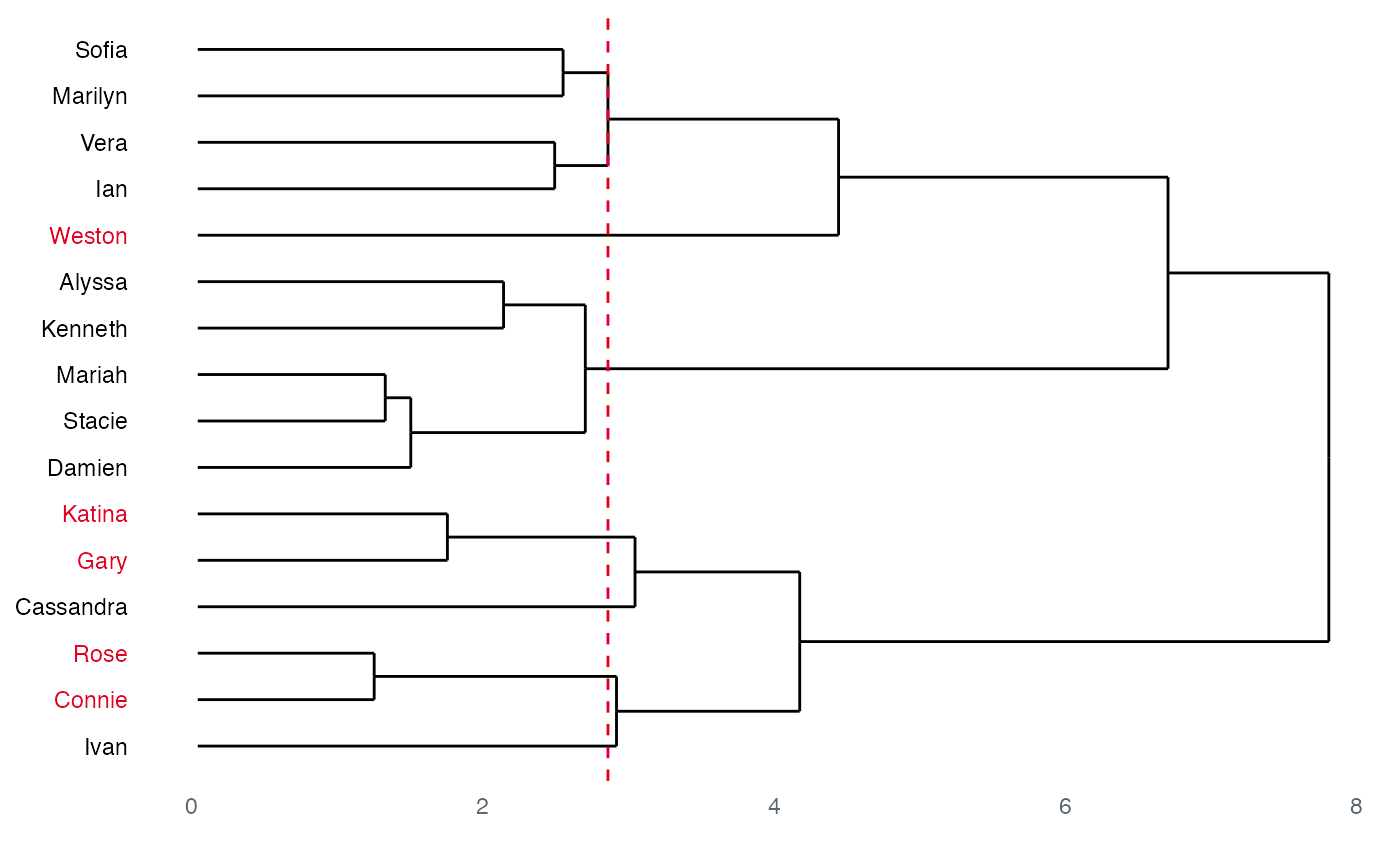 Sofia
Marilyn
Vera
Ian
Weston
Alyssa
Kenneth
Mariah
Stacie
Damien
Katina
Gary
Cassandra
Rose
Connie
Ivan
0 2 4 6 8